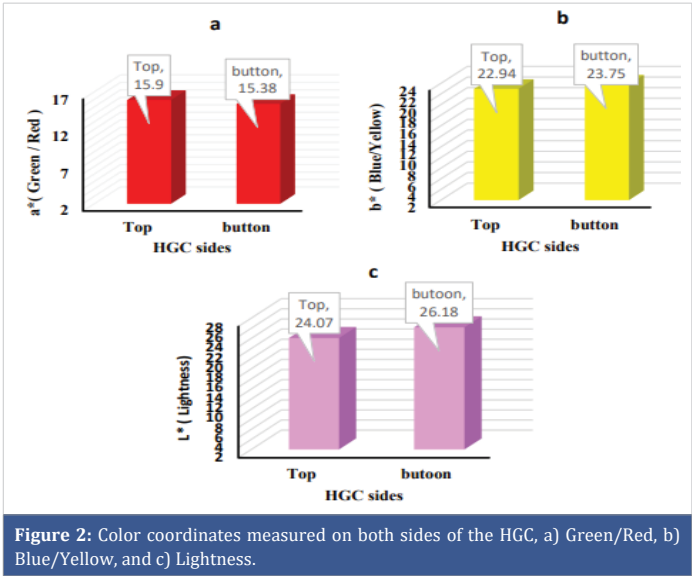 a
Top,
15.9
button,
15.38
17
12
7
2
a*( Green / Red )
Top button
HGC sides
b
Top,
22.94
button,
23.75
24
22
20
18
16
14
12
10
8
6
4
2
b* ( Blue/Yellow)
Top button
HGC sides
c
Top,
24.07
butoon,
26.18
28
26
24
22
20
18
16
14
12
10
8
6
4
2
L* ( Lightness)
Top butoon
HGC sides
Figure 2: Color coordinates measured on both sides of the HGC, a) Green/Red, b)
Blue/Yellow, and c) Lightness.